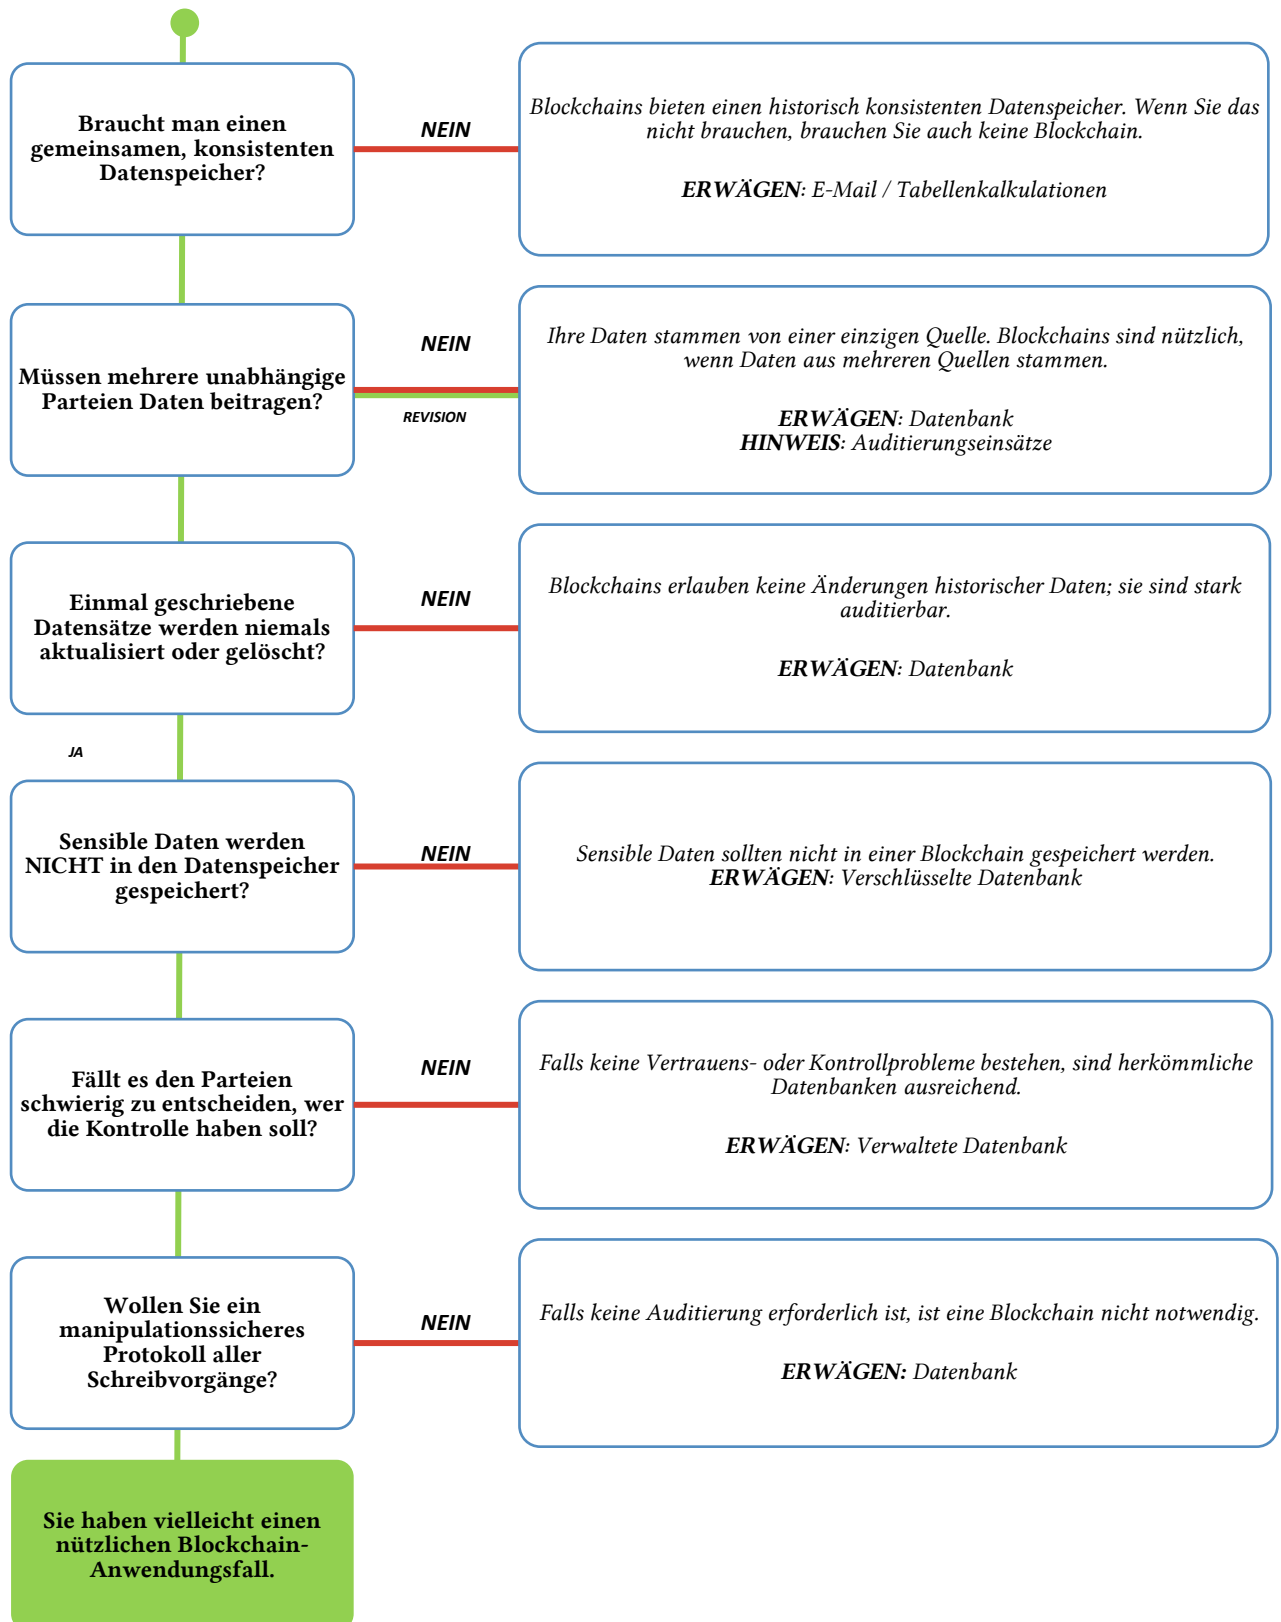 Braucht man einen
gemeinsamen, konsistenten
Datenspeicher?
NEIN
Blockchains bieten einen historisch konsistenten Datenspeicher. Wenn Sie das
nicht brauchen, brauchen Sie auch keine Blockchain.
ERWÄGEN: E-Mail / Tabellenkalkulationen
Müssen mehrere unabhängige
Parteien Daten beitragen?
NEIN
REVISION
Ihre Daten stammen von einer einzigen Quelle. Blockchains sind nützlich,
wenn Daten aus mehreren Quellen stammen.
ERWÄGEN: Datenbank
HINWEIS: Auditierungseinsätze
Einmal geschriebene
Datensätze werden niemals
aktualisiert oder gelöscht?
NEIN
Blockchains erlauben keine Änderungen historischer Daten; sie sind stark
auditierbar.
ERWÄGEN: Datenbank
JA
Sensible Daten werden
NICHT in den Datenspeicher
gespeichert?
NEIN
Sensible Daten sollten nicht in einer Blockchain gespeichert werden.
ERWÄGEN: Verschlüsselte Datenbank
Fällt es den Parteien
schwierig zu entscheiden, wer
die Kontrolle haben soll?
NEIN
Falls keine Vertrauens- oder Kontrollprobleme bestehen, sind herkömmliche
Datenbanken ausreichend.
ERWÄGEN: Verwaltete Datenbank
Wollen Sie ein
manipulationssicheres
Protokoll aller
Schreibvorgänge?
NEIN
Falls keine Auditierung erforderlich ist, ist eine Blockchain nicht notwendig.
ERWÄGEN: Datenbank
Sie haben vielleicht einen
nützlichen Blockchain-
Anwendungsfall.